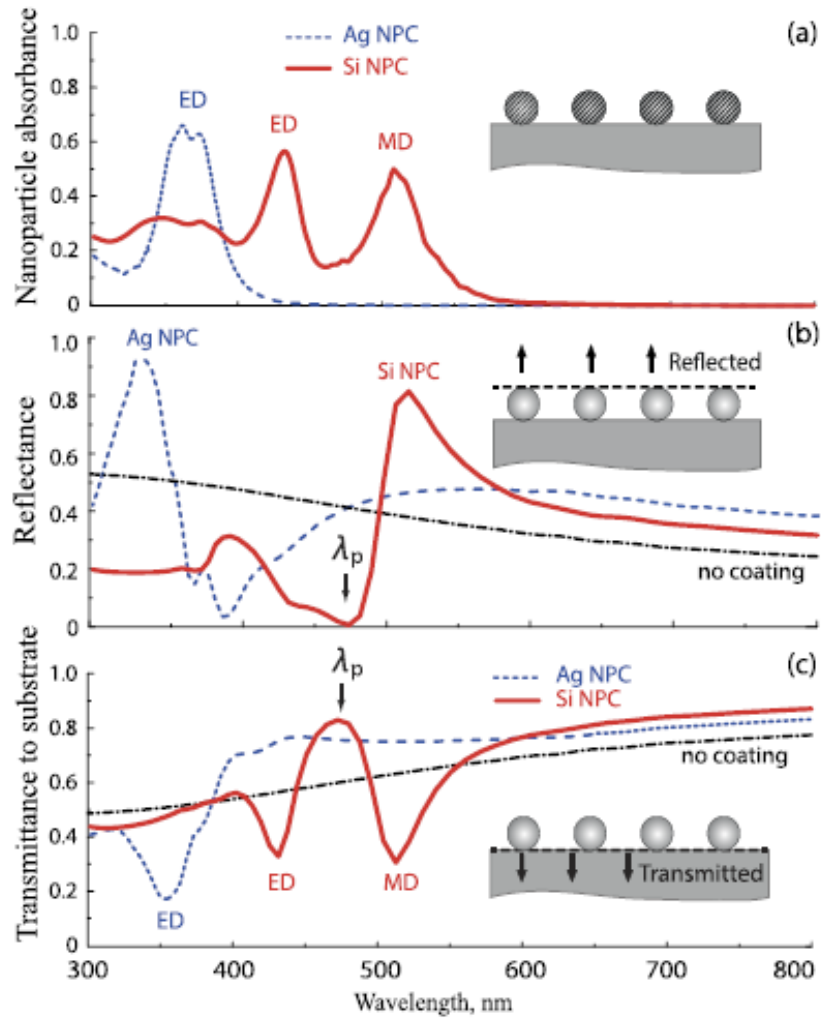 Ag NPC
Si NPC
(a)
ED
ED
MD
Nanoparticle absorbance
1.0
0.8
0.6
0.4
0.2
0
Ag NPC
Si NPC
(b)
Reflected
λp
no coating
Reflectance
1.0
0.8
0.6
0.4
0.2
0
λp
(c)
Ag NPC
Si NPC
no coating
ED
ED
MD
Transmitted
Transmittance to substrate
1.0
0.8
0.6
0.4
0.2
0
300 400 500 600 700 800
Wavelength, nm